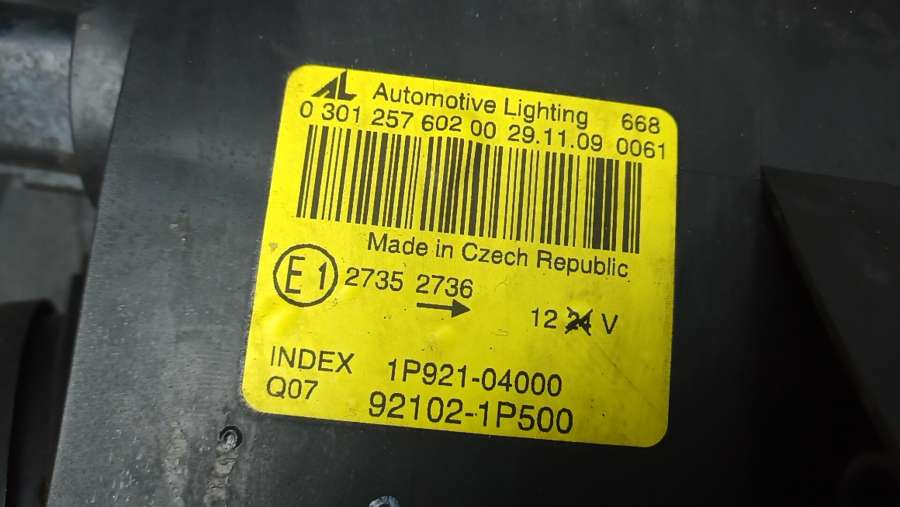 AL Automotive Lighting 668
0 301 257 602 00 29.11.09 0061
Made in Czech Republic
E1 2735 2736
12 24 V
INDEX 1P921-04000
Q07 92102-1P500